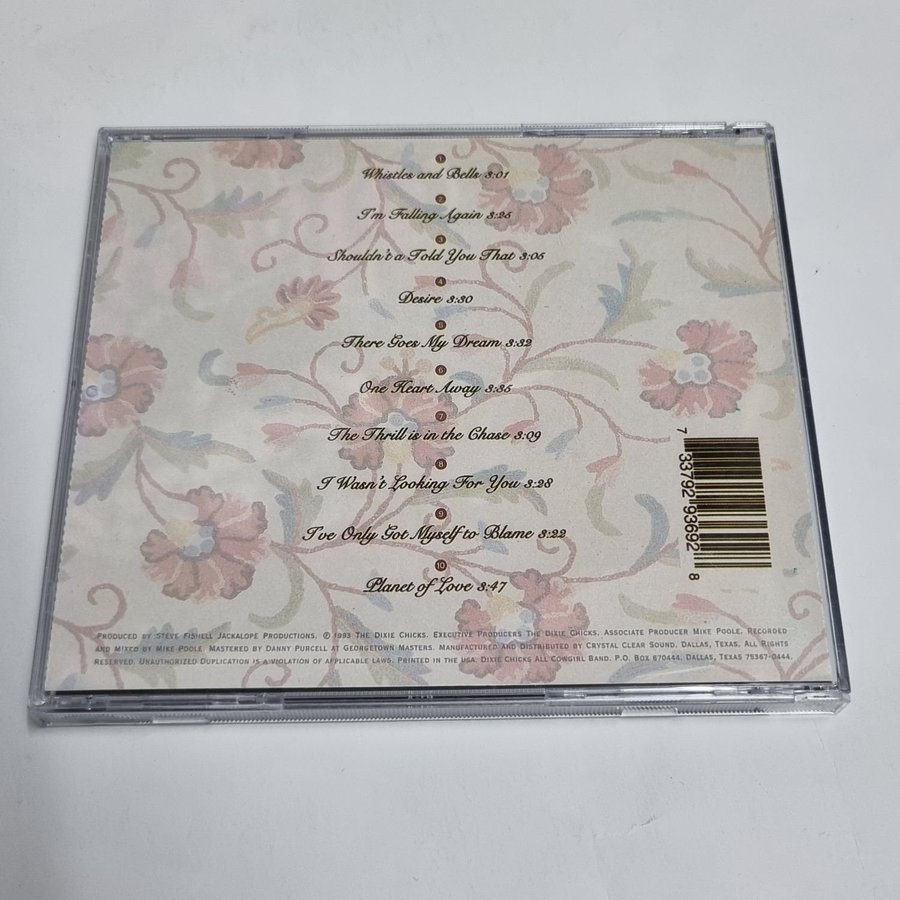 1
Whistles and Bells 3:01
2
I'm Falling Again 3:25
3
Shouldn't a Told You That 3:05
4
Desire 3:30
5
There Goes My Dream 3:32
6
One Heart Away 3:35
7
The Thrill is in the Chase 3:09
8
I Wasn't Looking For You 3:28
9
I've Only Got Myself to Blame 3:22
10
Planet of Love 3:47
7 33792 93692 8
PRODUCED BY STEVE FISHELL JACKALOPE PRODUCTIONS. © 1993 THE DIXIE CHICKS. EXECUTIVE PRODUCERS THE DIXIE CHICKS. ASSOCIATE PRODUCER MIKE POOLE. RECORDED
AND MIXED BY MIKE POOLE. MASTERED BY DANNY PURCELL AT GEORGETOWN MASTERS. MANUFACTURED AND DISTRIBUTED BY CRYSTAL CLEAR SOUND. DALLAS, TEXAS. ALL RIGHTS
RESERVED. UNAUTHORIZED DUPLICATION IS A VIOLATION OF APPLICABLE LAWS. PRINTED IN THE USA. DIXIE CHICKS ALL COWGIRL BAND. P.O. BOX 670444. DALLAS, TEXAS 75367-0444.